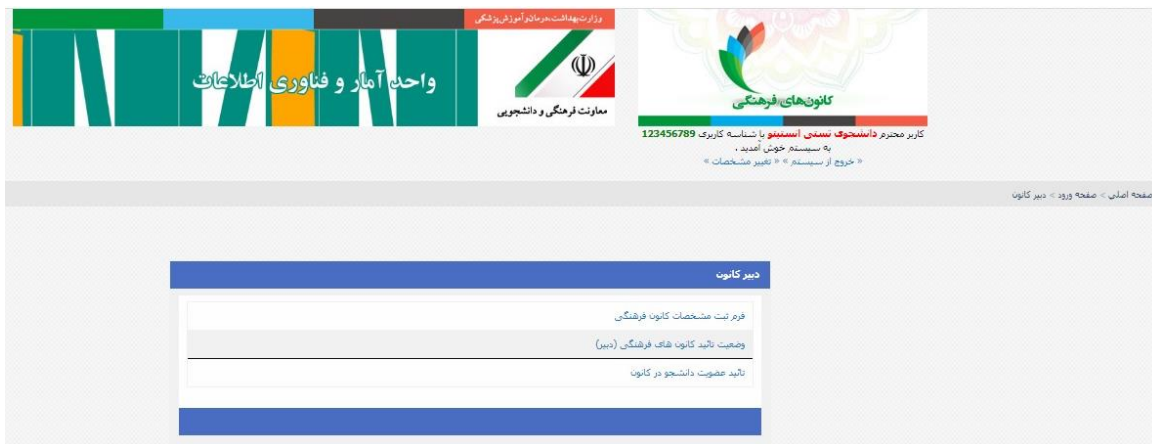 وزارت بهداشت، درمان و آموزش پزشکی
واحد آمار و فناوری اطلاعات
معاونت فرهنگی و دانشجویی
کانون‌های فرهنگی
کاربر محترم دانشجوی تستی انستیتو با شناسه کاربری 123456789
به سیستم خوش آمدید .
« خروج از سیستم » « تغییر مشخصات »
صفحه اصلی > صفحه ورود > دبیر کانون
دبیر کانون
فرم ثبت مشخصات کانون فرهنگی
وضعیت تائید کانون های فرهنگی (دبیر)
تائید عضویت دانشجو در کانون